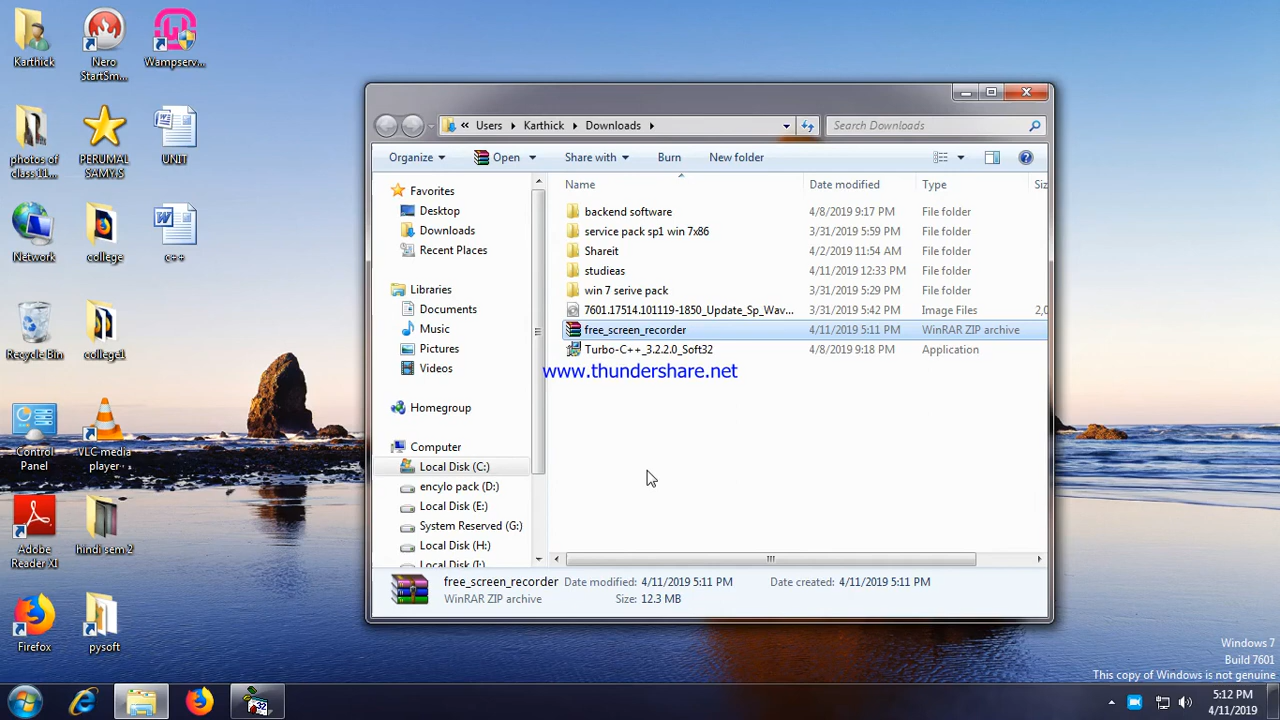 Karthick
Nero
StartSm...
Wampserv...
photos of
class 11...
PERUMAL
SAMY.S
UNIT
Network
college
c++
Recycle Bin
college1
Control
Panel
VLC media
player
Adobe
Reader XI
hindi sem 2
Firefox
pysoft
« Users Karthick Downloads
Search Downloads
Organize Open Share with Burn New folder
Favorites
Desktop
Downloads
Recent Places
Libraries
Documents
Music
Pictures
Videos
Homegroup
Computer
Local Disk (C:)
encylo pack (D:)
Local Disk (E:)
System Reserved (G:)
Local Disk (H:)
Local Disk (I:)
Name Date modified Type Siz
backend software 4/8/2019 9:17 PM File folder
service pack sp1 win 7x86 3/31/2019 5:59 PM File folder
Shareit 4/2/2019 11:54 AM File folder
studieas 4/11/2019 12:33 PM File folder
win 7 serive pack 3/31/2019 5:29 PM File folder
7601.17514.101119-1850_Update_Sp_Wav... 3/31/2019 5:42 PM Image Files 2,0
free_screen_recorder 4/11/2019 5:11 PM WinRAR ZIP archive
Turbo-C++_3.2.2.0_Soft32 4/8/2019 9:18 PM Application
www.thundershare.net
free_screen_recorder Date modified: 4/11/2019 5:11 PM Date created: 4/11/2019 5:11 PM
WinRAR ZIP archive Size: 12.3 MB
Windows 7
Build 7601
This copy of Windows is not genuine
32
5:12 PM
4/11/2019